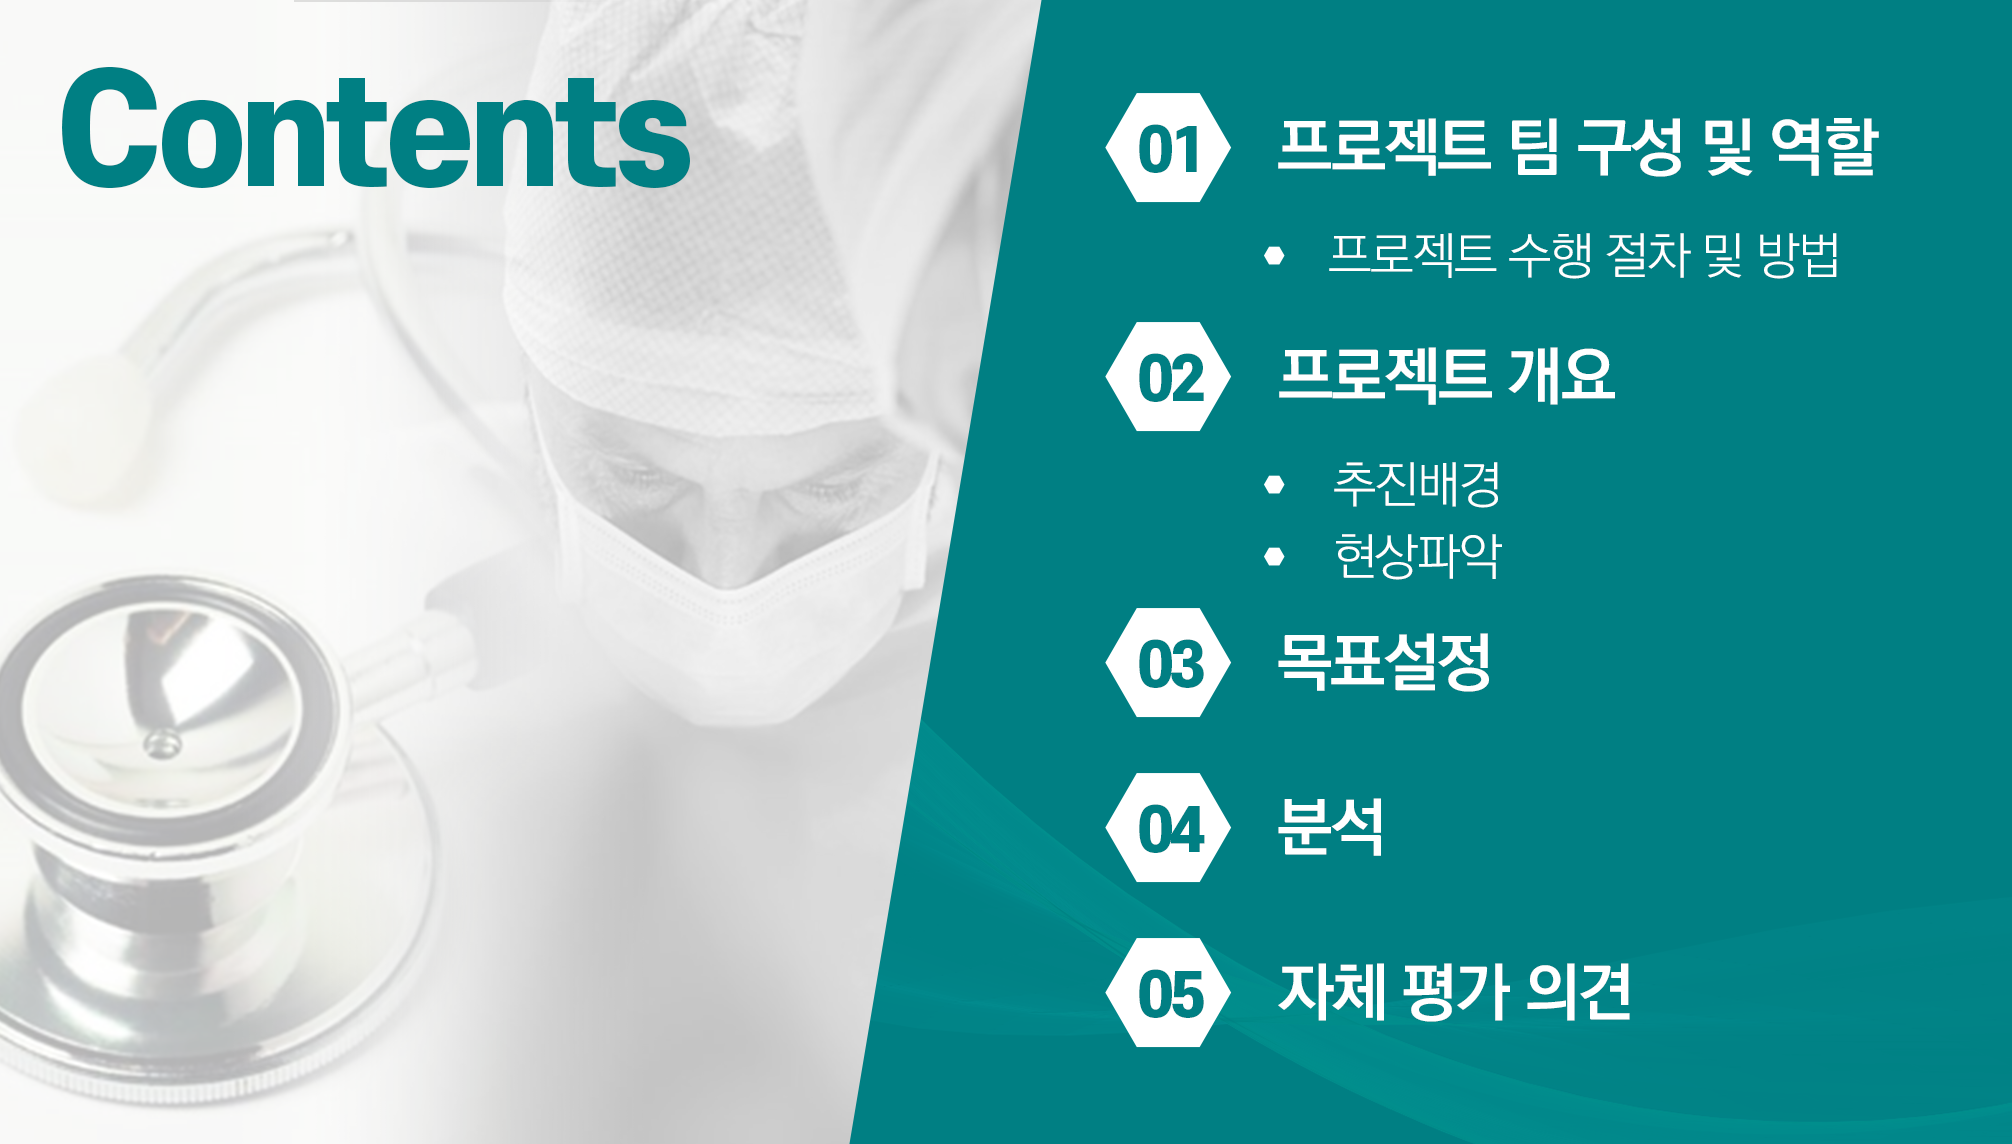 Contents
01 프로젝트 팀 구성 및 역할
프로젝트 수행 절차 및 방법
02 프로젝트 개요
추진배경
현상파악
03 목표설정
04 분석
05 자체 평가 의견